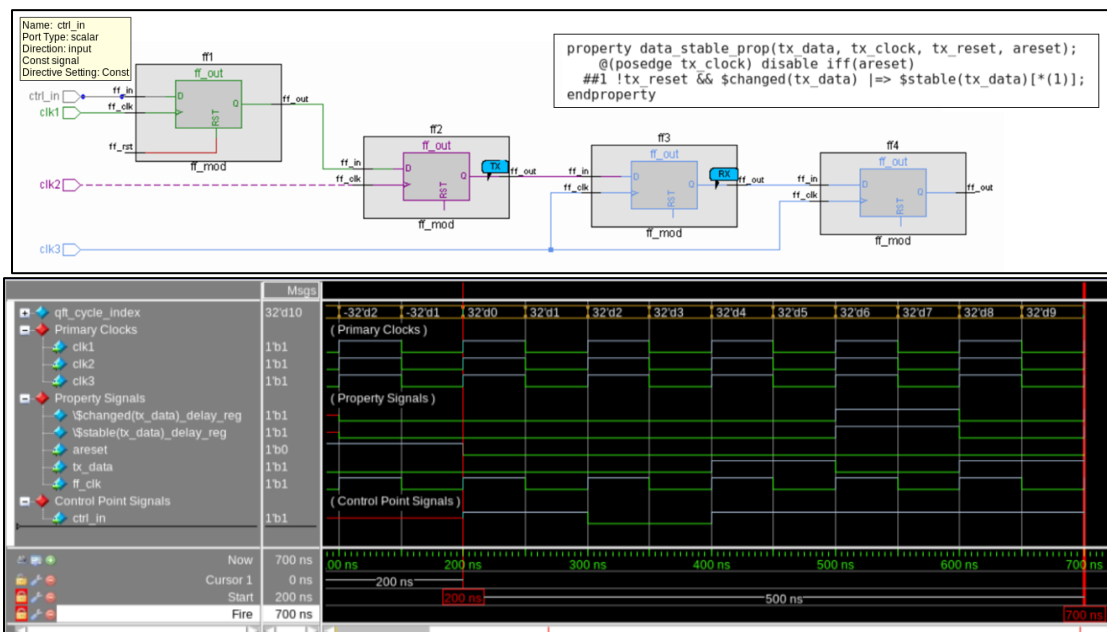 Name: ctrl_in
Port Type: scalar
Direction: input
Const signal
Directive Setting: Const
property data_stable_prop(tx_data, tx_clock, tx_reset, areset);
@(posedge tx_clock) disable iff(areset)
##1 !tx_reset && $changed(tx_data) |=> $stable(tx_data)[*(1)];
endproperty
ff1
ff_out
ctrl_in ff_in D Q ff_out
clk1 ff_clk
RST
ff_rst
ff_mod
ff2
ff_out
ff_in D Q TX ff_out
clk2 ff_clk
RST
ff_mod
ff3
ff_out
ff_in D Q RX ff_out
ff_clk
RST
ff_mod
ff4
ff_out
ff_in D Q ff_out
ff_clk
RST
ff_mod
clk3
Msgs
qft_cycle_index 32'd10 -32'd2 -32'd1 32'd0 32'd1 32'd2 32'd3 32'd4 32'd5 32'd6 32'd7 32'd8 32'd9
Primary Clocks ( Primary Clocks )
clk1 1'b1
clk2 1'b1
clk3 1'b1
Property Signals ( Property Signals )
\$changed(tx_data)_delay_reg 1'b1
\$stable(tx_data)_delay_reg 1'b1
areset 1'b0
tx_data 1'b1
ff_clk 1'b1
Control Point Signals ( Control Point Signals )
ctrl_in 1'b1
Now 700 ns .00 ns 200 ns 300 ns 400 ns 500 ns 600 ns 700 ns
Cursor 1 0 ns 200 ns
Start 200 ns 200 ns 500 ns
Fire 700 ns 700 ns